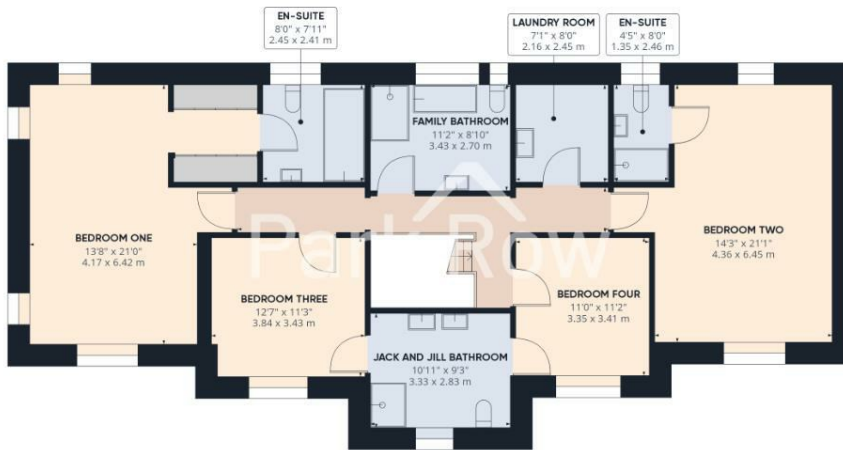 EN-SUITE
8'0" x 7'11"
2.45 x 2.41 m
LAUNDRY ROOM
7'1" x 8'0"
2.16 x 2.45 m
EN-SUITE
4'5" x 8'0"
1.35 x 2.46 m
FAMILY BATHROOM
11'2" x 8'10"
3.43 x 2.70 m
BEDROOM ONE
13'8" x 21'0"
4.17 x 6.42 m
BEDROOM TWO
14'3" x 21'1"
4.36 x 6.45 m
Park Row
BEDROOM THREE
12'7" x 11'3"
3.84 x 3.43 m
BEDROOM FOUR
11'0" x 11'2"
3.35 x 3.41 m
JACK AND JILL BATHROOM
10'11" x 9'3"
3.33 x 2.83 m